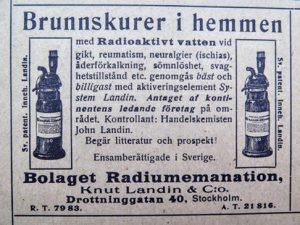 Brunnskurer i hemmen
med Radioaktivt vatten vid
gikt, reumatism, neuralgier (ischias),
åderförkalkning, sömnlöshet, svag-
hetstillstånd etc. genomgås bäst och
billigast med aktiveringselement Sy-
stem Landin. Antaget af konti-
nentens ledande företag på om-
rådet. Kontrollant: Handelskemisten
John Landin.
Begär litteratur och prospekt!
Ensamberättigade i Sverige.
Sv. patent. Inneh. Landin.
Sv. patent. Inneh. Landin.
Bolaget Radiumemanation,
Knut Landin & C:o.
Drottninggatan 40, Stockholm.
R. T. 79 83.
A. T. 21 816.